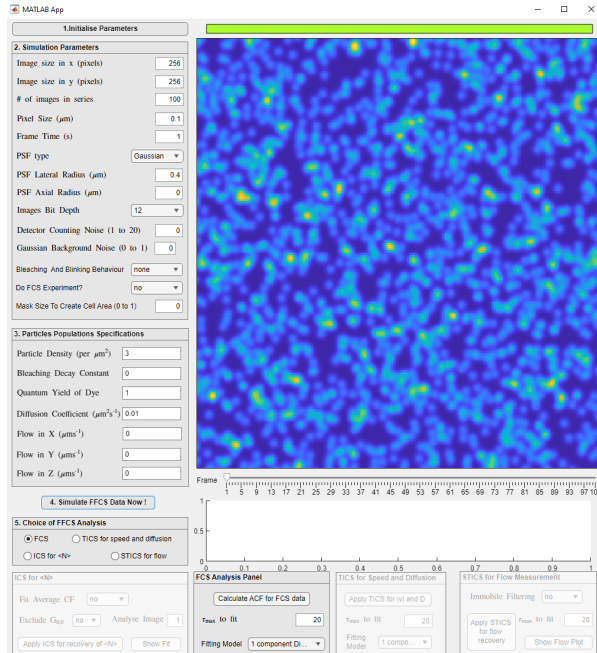 MATLAB App
1.Initialise Parameters
2. Simulation Parameters
Image size in x (pixels) 256
Image size in y (pixels) 256
# of images in series 100
Pixel Size (μm) 0.1
Frame Time (s) 1
PSF type Gaussian
PSF Lateral Radius (μm) 0.4
PSF Axial Radius (μm) 0
Images Bit Depth 12
Detector Counting Noise (1 to 20) 0
Gaussian Background Noise (0 to 1) 0
Bleaching And Blinking Behaviour none
Do FCS Experiment? no
Mask Size To Create Cell Area (0 to 1) 0
3. Particles Populations Specifications
Particle Density (per μm²) 3
Bleaching Decay Constant 0
Quantum Yield of Dye 1
Diffusion Coefficient (μm²s⁻¹) 0.01
Flow in X (μms⁻¹) 0
Flow in Y (μms⁻¹) 0
Flow in Z (μms⁻¹) 0
4. Simulate FFCS Data Now !
5. Choice of FFCS Analysis
FCS TICS for speed and diffusion
ICS for <N> STICS for flow
Frame
1 5 9 13 17 21 25 29 33 37 41 45 49 53 57 61 65 69 73 77 81 85 89 93 97 100
1
0.5
0
0 0.1 0.2 0.3 0.4 0.5 0.6 0.7 0.8 0.9 1
ICS for <N>
Fit Average CF no
Exclude G(0,0) no Analyse Image 1
Apply ICS for recovery of <N> Show Fit
FCS Analysis Panel
Calculate ACF for FCS data
τmax to fit 20
Fitting Model 1 component Di...
TICS for Speed and Diffusion
Apply TICS for |v| and D
τmax to fit 20
Fitting Model 1 compo...
STICS for Flow Measurement
Immobile Filtering no
Apply STICS for flow recovery
τmax to fit 20
Show Flow Plot